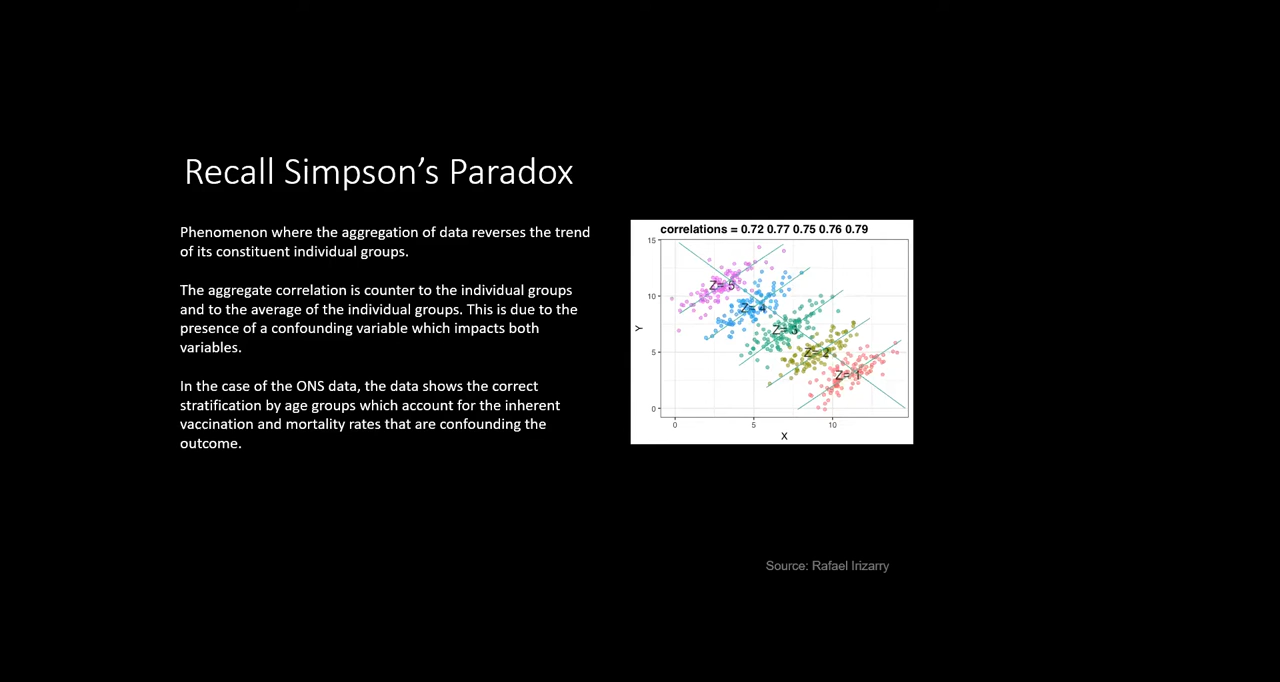 Recall Simpson's Paradox
Phenomenon where the aggregation of data reverses the trend
of its constituent individual groups.
The aggregate correlation is counter to the individual groups
and to the average of the individual groups. This is due to the
presence of a confounding variable which impacts both
variables.
In the case of the ONS data, the data shows the correct
stratification by age groups which account for the inherent
vaccination and mortality rates that are confounding the
outcome.
correlations = 0.72 0.77 0.75 0.76 0.79
15
10
5
0
Y
Z= 5
Z= 4
Z= 3
Z= 2
Z= 1
0 5 10
X
Source: Rafael Irizarry